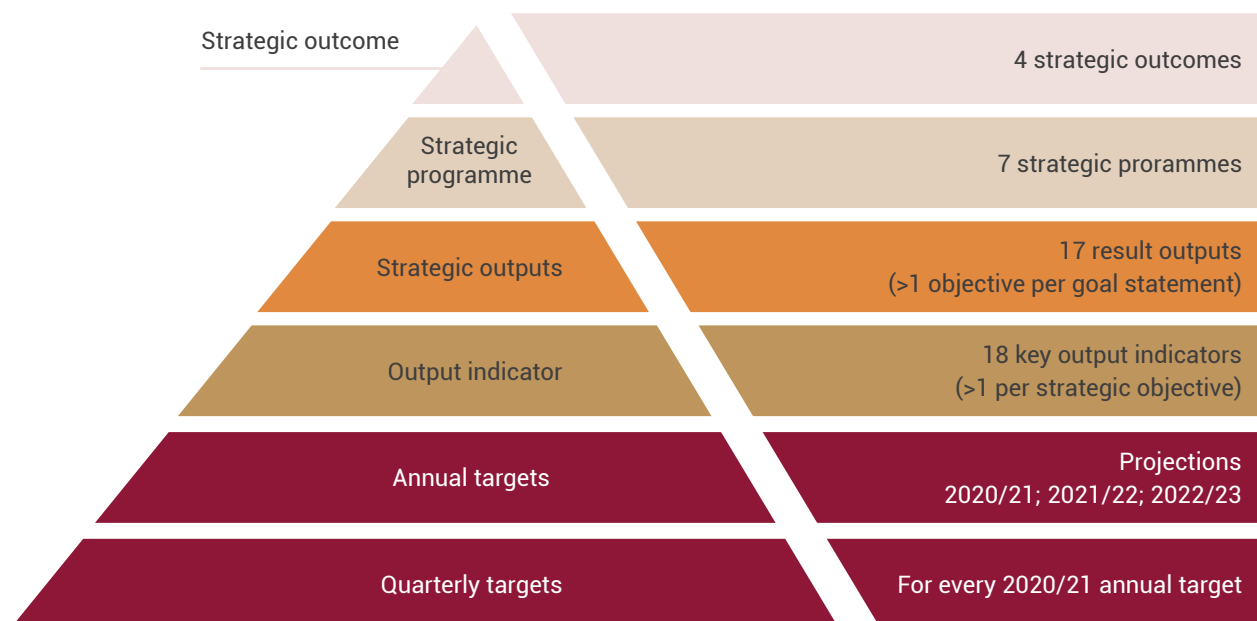 Strategic outcome
4 strategic outcomes
Strategic
programme
7 strategic prorammes
Strategic outputs
17 result outputs
(>1 objective per goal statement)
Output indicator
18 key output indicators
(>1 per strategic objective)
Annual targets
Projections
2020/21; 2021/22; 2022/23
Quarterly targets
For every 2020/21 annual target